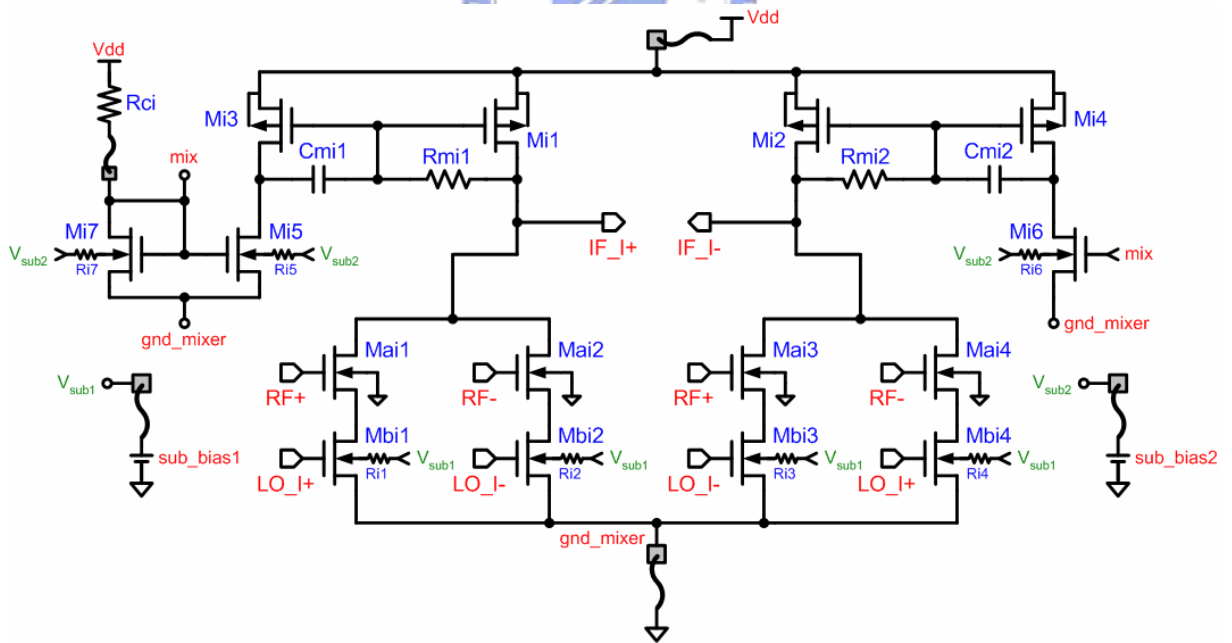 Vdd
Vdd
Rci
Mi3
Mi1
Mi2
Mi4
mix
Cmi1
Rmi1
Rmi2
Cmi2
Mi7
Mi5
Mi6
Vsub2
Ri7
Ri5
Vsub2
IF_I+
IF_I-
Vsub2
Ri6
mix
gnd_mixer
gnd_mixer
Mai1
Mai2
Mai3
Mai4
Vsub1
RF+
RF-
RF+
RF-
Vsub2
Mbi1
Mbi2
Mbi3
Mbi4
sub_bias1
Ri1
Vsub1
Ri2
Vsub1
Ri3
Vsub1
Ri4
Vsub1
sub_bias2
LO_I+
LO_I-
LO_I-
LO_I+
gnd_mixer